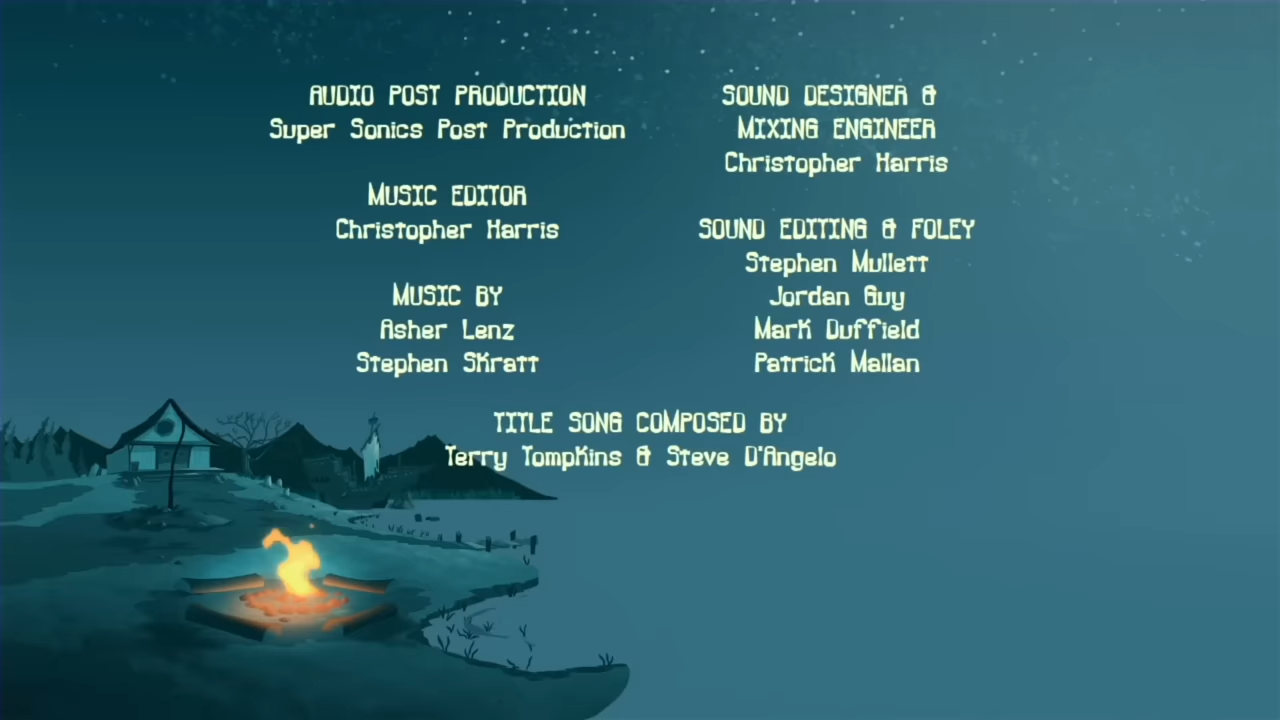 AUDIO POST PRODUCTION
Super Sonics Post Production
MUSIC EDITOR
Christopher Harris
MUSIC BY
Asher Lenz
Stephen Skratt
SOUND DESIGNER &
MIXING ENGINEER
Christopher Harris
SOUND EDITING & FOLEY
Stephen Mullett
Jordan Guy
Mark Duffield
Patrick Mallan
TITLE SONG COMPOSED BY
Terry Tompkins & Steve D'Angelo